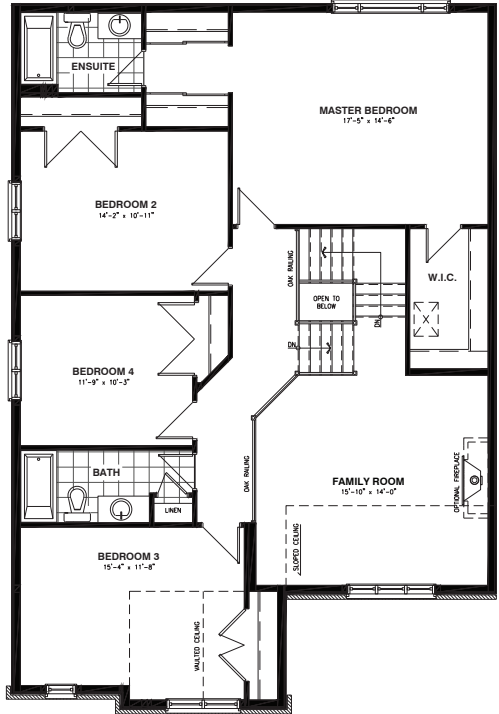 ENSUITE
MASTER BEDROOM
17'-5" x 14'-6"
BEDROOM 2
14'-2" x 10'-11"
OAK RAILING
W.I.C.
OPEN TO
BELOW
DN
DN
BEDROOM 4
11'-9" x 10'-3"
BATH
LINEN
OAK RAILING
FAMILY ROOM
15'-10" x 14'-0"
OPTIONAL FIREPLACE
SLOPED CEILING
BEDROOM 3
15'-4" x 11'-8"
VAULTED CEILING